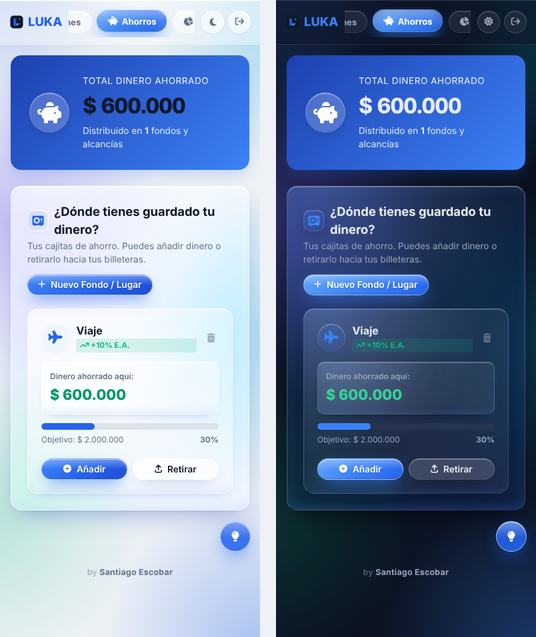 LUKA
nes
Ahorros
TOTAL DINERO AHORRADO
$ 600.000
Distribuido en 1 fondos y
alcancías
¿Dónde tienes guardado tu
dinero?
Tus cajitas de ahorro. Puedes añadir dinero o
retirarlo hacia tus billeteras.
+ Nuevo Fondo / Lugar
Viaje
+10% E.A.
Dinero ahorrado aquí:
$ 600.000
Objetivo: $ 2.000.000
30%
Añadir
Retirar
by Santiago Escobar
LUKA
nes
Ahorros
TOTAL DINERO AHORRADO
$ 600.000
Distribuido en 1 fondos y
alcancías
¿Dónde tienes guardado tu
dinero?
Tus cajitas de ahorro. Puedes añadir dinero o
retirarlo hacia tus billeteras.
+ Nuevo Fondo / Lugar
Viaje
+10% E.A.
Dinero ahorrado aquí:
$ 600.000
Objetivo: $ 2.000.000
30%
Añadir
Retirar
by Santiago Escobar